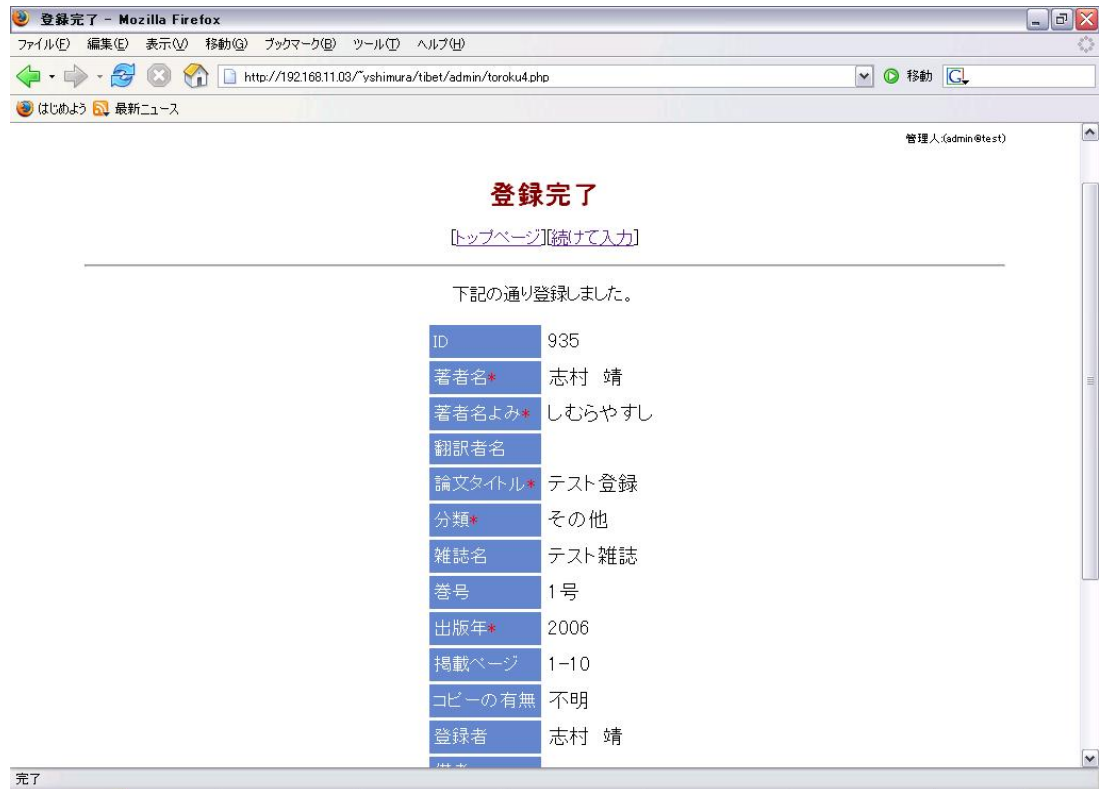 登録完了 - Mozilla Firefox
ファイル(F) 編集(E) 表示(V) 移動(G) ブックマーク(B) ツール(T) ヘルプ(H)
http://192.168.11.03/~yshimura/tibet/admin/toroku4.php 移動
はじめよう 最新ニュース
管理人:(admin@test)
登録完了
[トップページ][続けて入力]
下記の通り登録しました。
ID 935
著者名* 志村 靖
著者名よみ* しむらやすし
翻訳者名
論文タイトル* テスト登録
分類* その他
雑誌名 テスト雑誌
巻号 1号
出版年* 2006
掲載ページ 1-10
コピーの有無 不明
登録者 志村 靖
完了